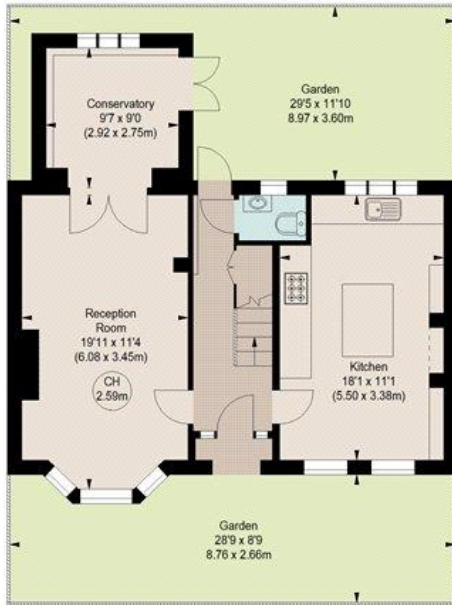 Conservatory
9'7 x 9'0
(2.92 x 2.75m)
Garden
29'5 x 11'10
8.97 x 3.60m
Reception
Room
19'11 x 11'4
(6.08 x 3.45m)
CH
2.59m
Kitchen
18'1 x 11'1
(5.50 x 3.38m)
Garden
28'9 x 8'9
8.76 x 2.66m